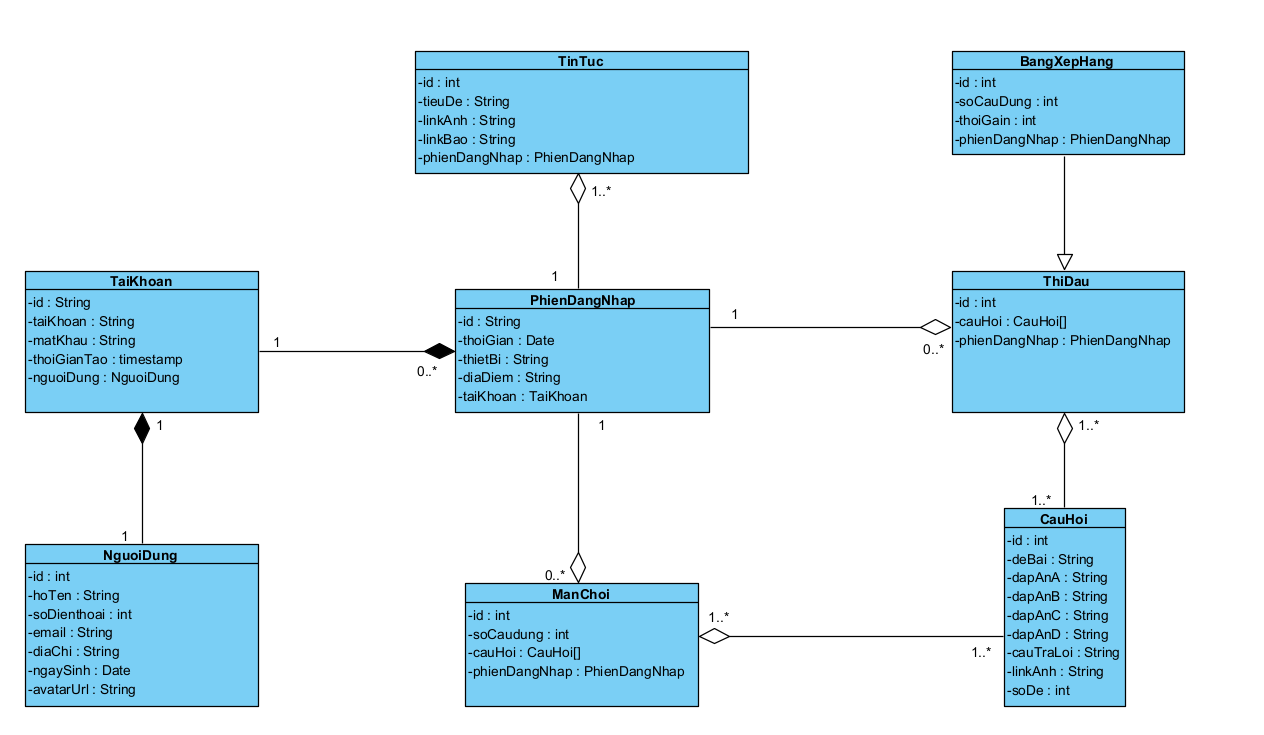 TinTuc
-id : int
-tieuDe : String
-linkAnh : String
-linkBao : String
-phienDangNhap : PhienDangNhap
1..*
1
BangXepHang
-id : int
-soCauDung : int
-thoiGain : int
-phienDangNhap : PhienDangNhap
TaiKhoan
-id : String
-taiKhoan : String
-matKhau : String
-thoiGianTao : timestamp
-nguoiDung : NguoiDung
1
0..*
1
1
PhienDangNhap
-id : String
-thoiGian : Date
-thietBi : String
-diaDiem : String
-taiKhoan : TaiKhoan
1
0..*
1
0..*
ThiDau
-id : int
-cauHoi : CauHoi[]
-phienDangNhap : PhienDangNhap
1..*
1..*
NguoiDung
-id : int
-hoTen : String
-soDienthoai : int
-email : String
-diaChi : String
-ngaySinh : Date
-avatarUrl : String
ManChoi
-id : int
-soCaudung : int
-cauHoi : CauHoi[]
-phienDangNhap : PhienDangNhap
1..*
1..*
CauHoi
-id : int
-deBai : String
-dapAnA : String
-dapAnB : String
-dapAnC : String
-dapAnD : String
-cauTraLoi : String
-linkAnh : String
-soDe : int